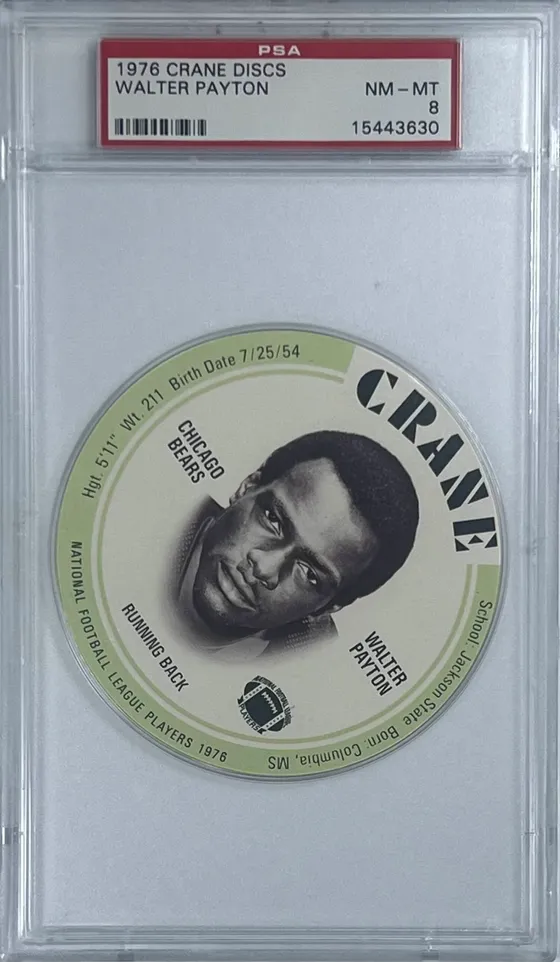 PSA
1976 CRANE DISCS
WALTER PAYTON
NM – MT
8
15443630
CRANE
Hgt. 5'11" Wt. 211 Birth Date 7/25/54
CHICAGO
BEARS
WALTER
PAYTON
RUNNING BACK
PLAYERS
School: Jackson State Born: Columbia, MS
NATIONAL FOOTBALL LEAGUE PLAYERS 1976